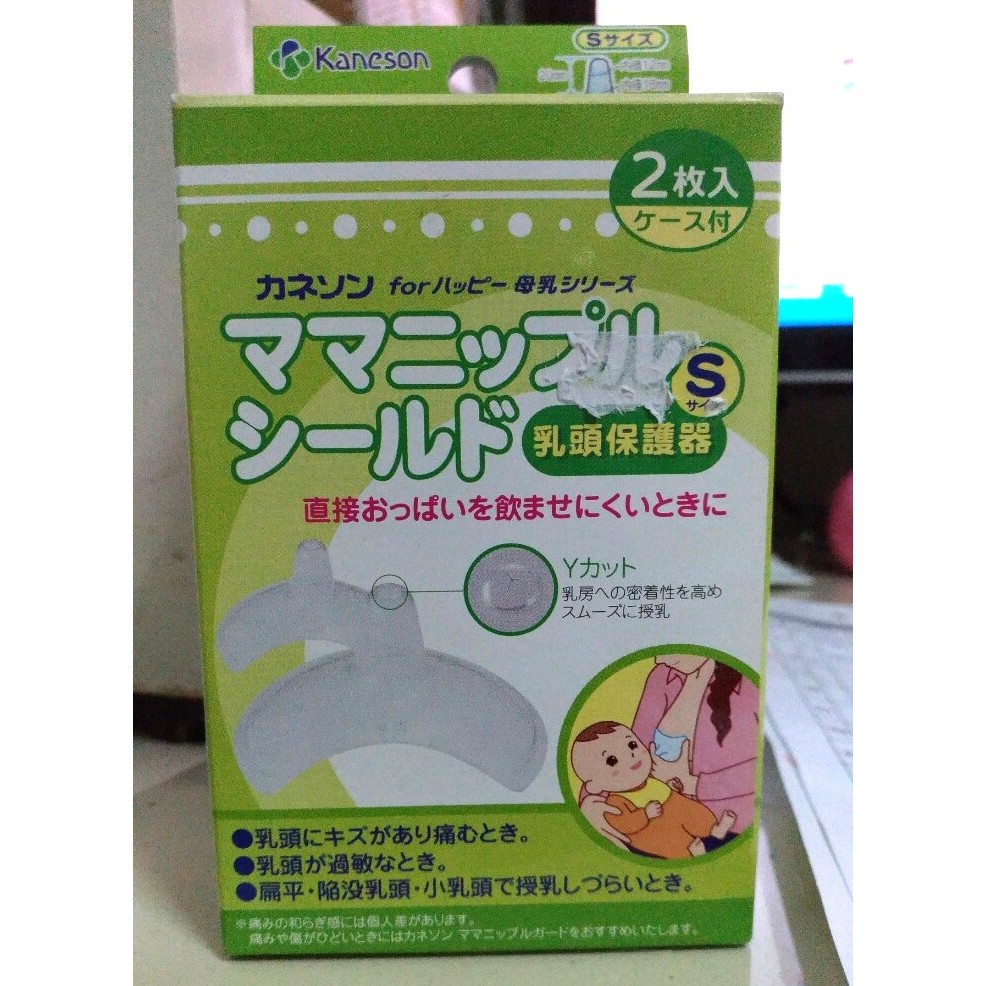 Kaneson
Sサイズ
20mm
2枚入
ケース付
カネソン forハッピー母乳シリーズ
ママニップル
シールド
S
サイズ
乳頭保護器
直接おっぱいを飲ませにくいときに
Yカット
乳房への密着性を高め
スムーズに授乳
●乳頭にキズがあり痛むとき。
●乳頭が過敏なとき。
●扁平・陥没乳頭・小乳頭で授乳しづらいとき。
※痛みの和らぎ感には個人差があります。
痛みや傷がひどいときにはカネソン ママニップルガードをおすすめいたします。